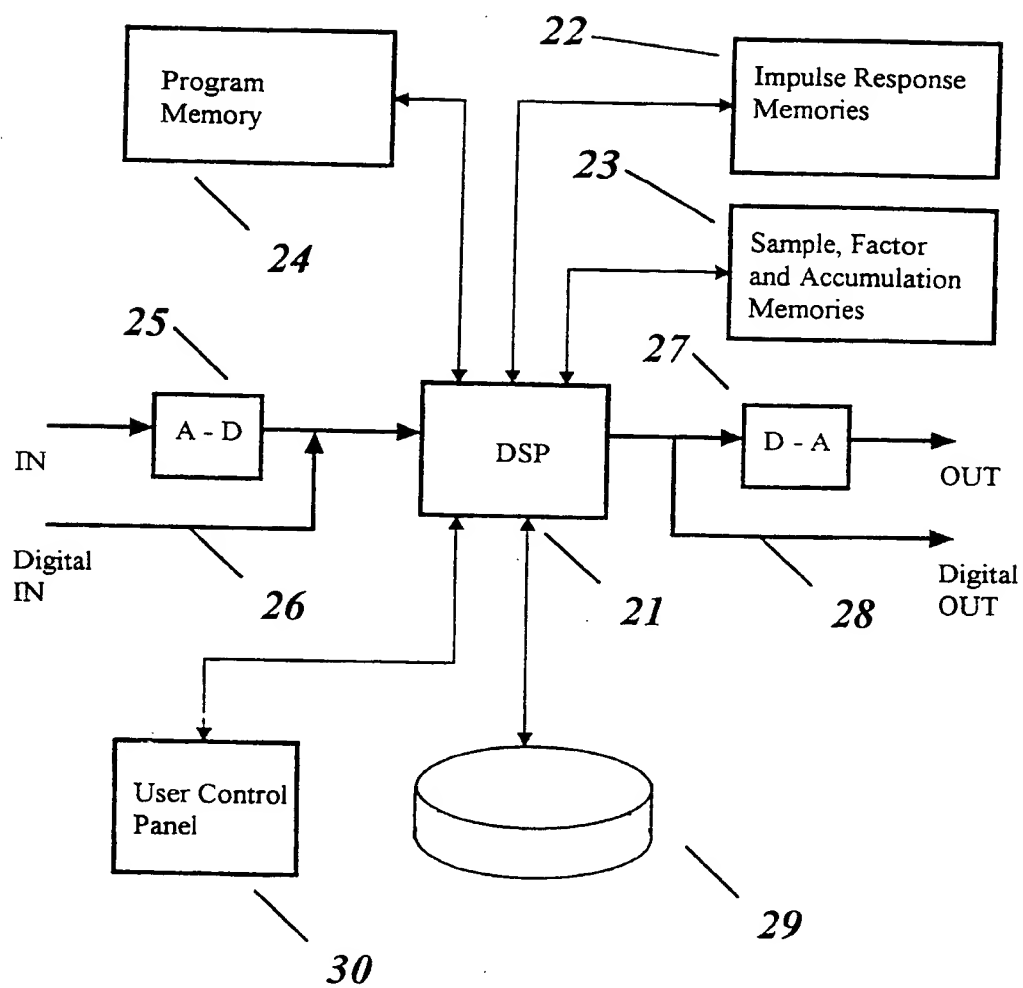 22
Program
Memory
Impulse Response
Memories
23
24
Sample, Factor
and Accumulation
Memories
25
27
A - D
DSP
D - A
IN
OUT
Digital
IN
26
21
28
Digital
OUT
User Control
Panel
29
30